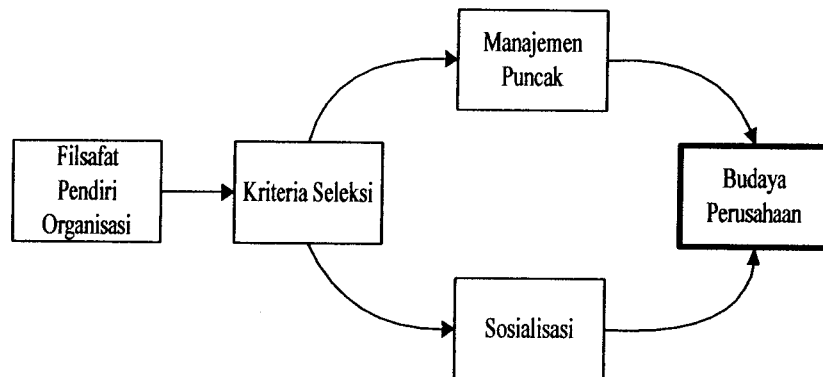 Filsafat
Pendiri
Organisasi
Kriteria Seleksi
Manajemen
Puncak
Sosialisasi
Budaya
Perusahaan